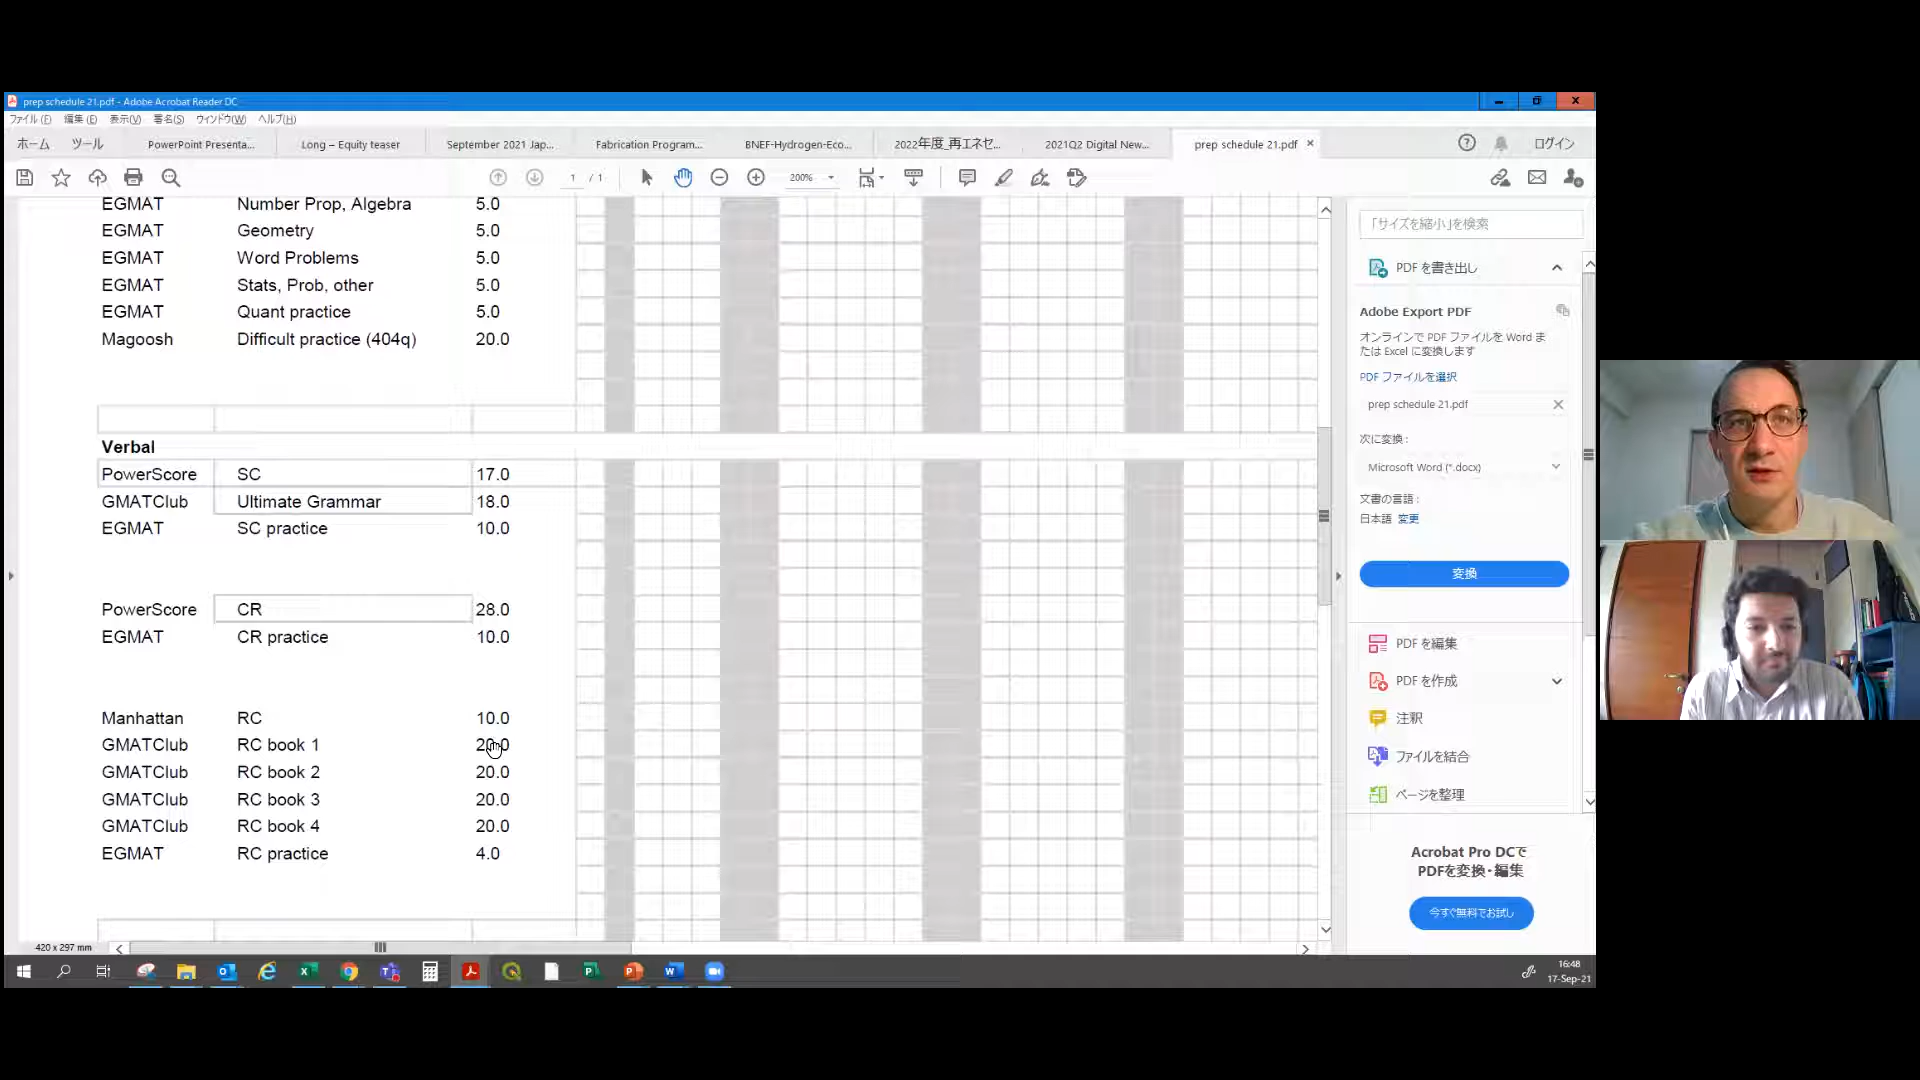 prep schedule 21.pdf - Adobe Acrobat Reader DC
ファイル(F) 編集(E) 表示(V) 署名(S) ウィンドウ(W) ヘルプ(H)
ホーム ツール PowerPoint Presenta... Long – Equity teaser September 2021 Jap... Fabrication Program... BNEF-Hydrogen-Eco... 2022年度_再エネセ... 2021Q2 Digital New... prep schedule 21.pdf × ログイン
1 / 1 200%
EGMAT Number Prop, Algebra 5.0
EGMAT Geometry 5.0
EGMAT Word Problems 5.0
EGMAT Stats, Prob, other 5.0
EGMAT Quant practice 5.0
Magoosh Difficult practice (404q) 20.0
Verbal
PowerScore SC 17.0
GMATClub Ultimate Grammar 18.0
EGMAT SC practice 10.0
PowerScore CR 28.0
EGMAT CR practice 10.0
Manhattan RC 10.0
GMATClub RC book 1 20.0
GMATClub RC book 2 20.0
GMATClub RC book 3 20.0
GMATClub RC book 4 20.0
EGMAT RC practice 4.0
420 x 297 mm
「サイズを縮小」を検索
PDF を書き出し
Adobe Export PDF
オンラインで PDF ファイルを Word ま
たは Excel に変換します
PDF ファイルを選択
prep schedule 21.pdf
次に変換 :
Microsoft Word (*.docx)
文書の言語 :
日本語 変更
変換
PDF を編集
PDF を作成
注釈
ファイルを結合
ページを整理
Acrobat Pro DCで
PDFを変換・編集
今すぐ無料でお試し
16:48
17-Sep-21